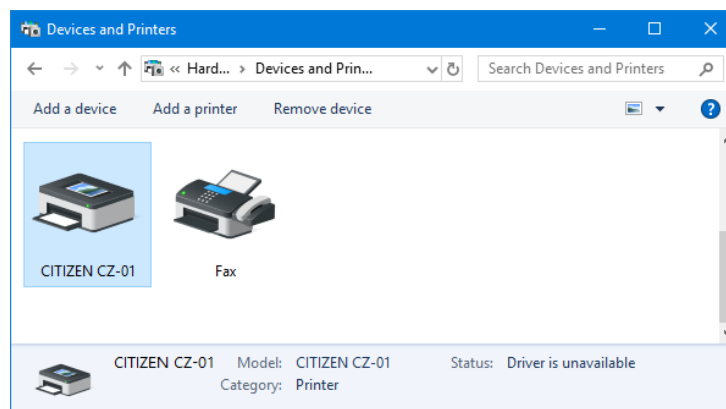 Devices and Printers
« Hard... › Devices and Prin...
Search Devices and Printers
Add a device Add a printer Remove device
?
CITIZEN CZ-01 Fax
CITIZEN CZ-01 Model: CITIZEN CZ-01 Status: Driver is unavailable
Category: Printer